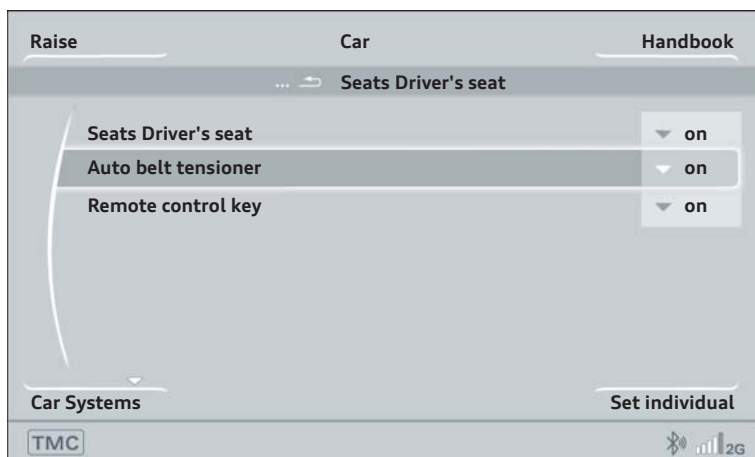 Raise Car Handbook
... Seats Driver's seat
Seats Driver's seat on
Auto belt tensioner on
Remote control key on
Car Systems Set individual
TMC 2G